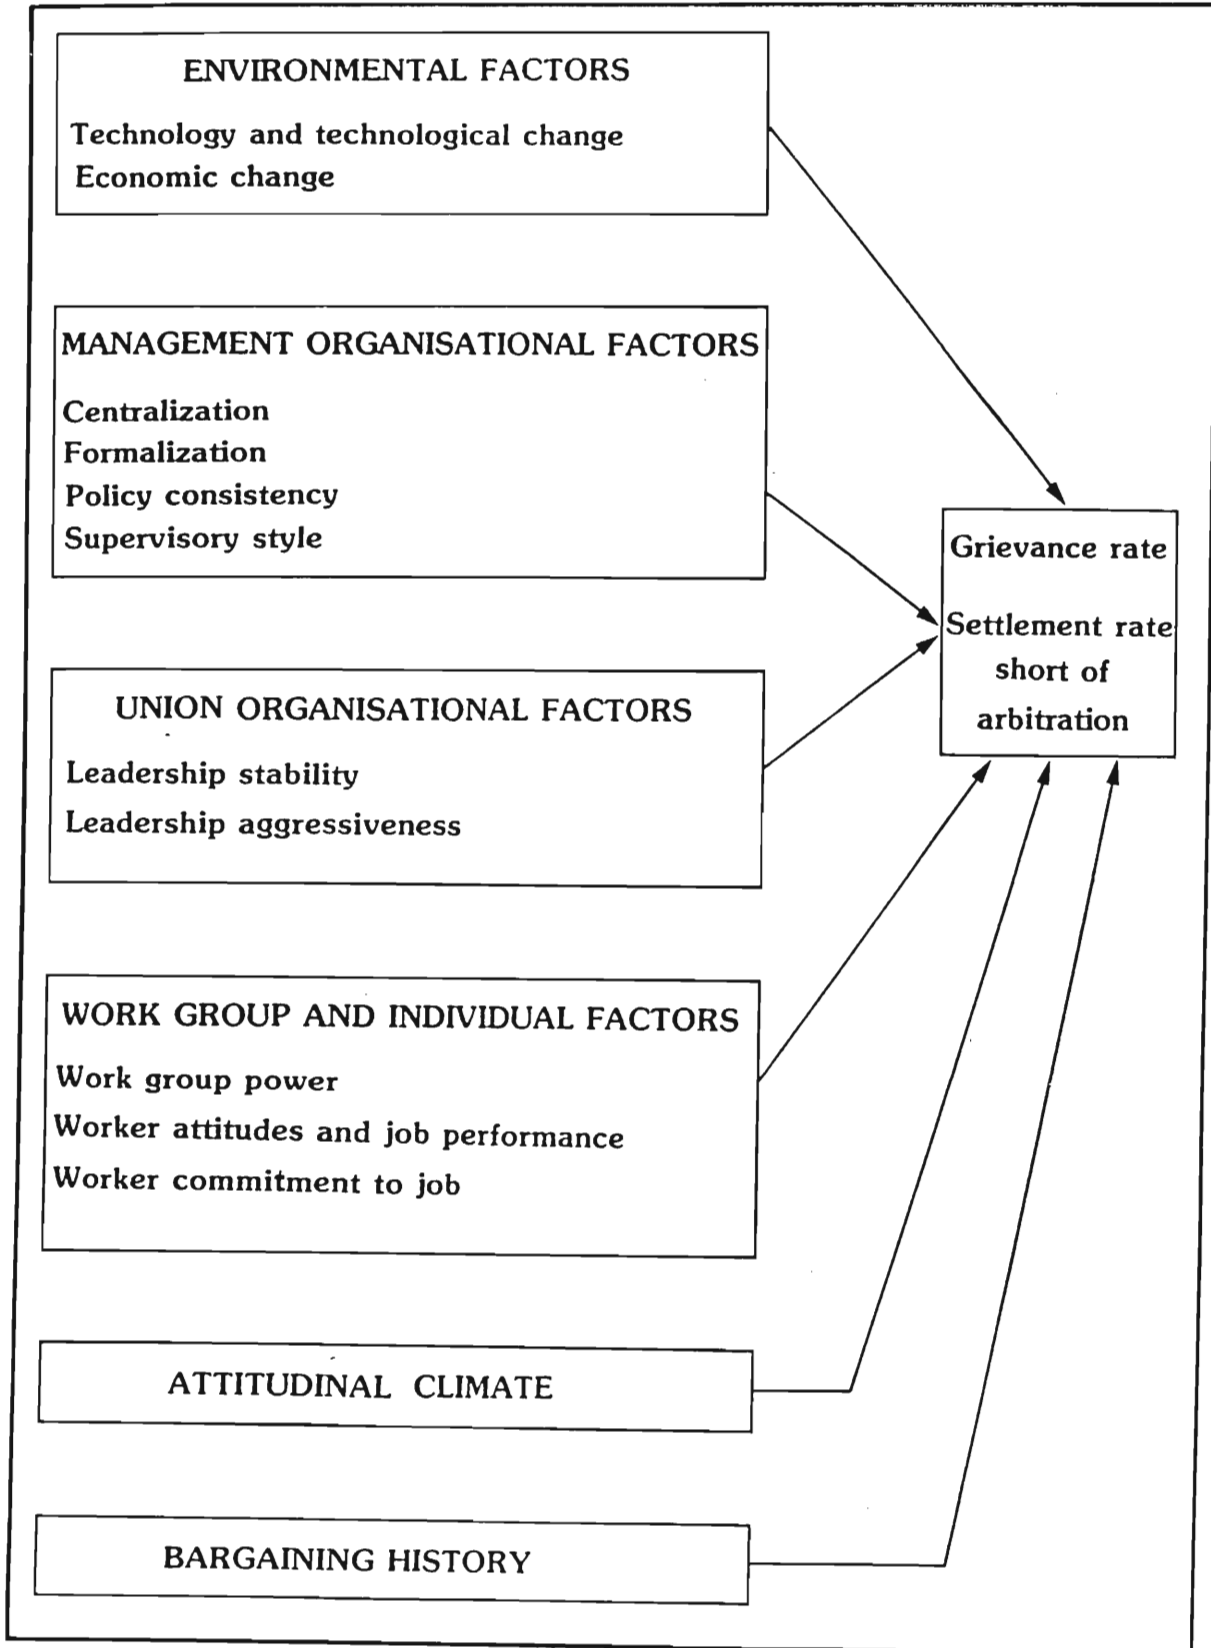 ENVIRONMENTAL FACTORS
Technology and technological change
Economic change
MANAGEMENT ORGANISATIONAL FACTORS
Centralization
Formalization
Policy consistency
Supervisory style
Grievance rate
Settlement rate
short of
arbitration
UNION ORGANISATIONAL FACTORS
Leadership stability
Leadership aggressiveness
WORK GROUP AND INDIVIDUAL FACTORS
Work group power
Worker attitudes and job performance
Worker commitment to job
ATTITUDINAL CLIMATE
BARGAINING HISTORY